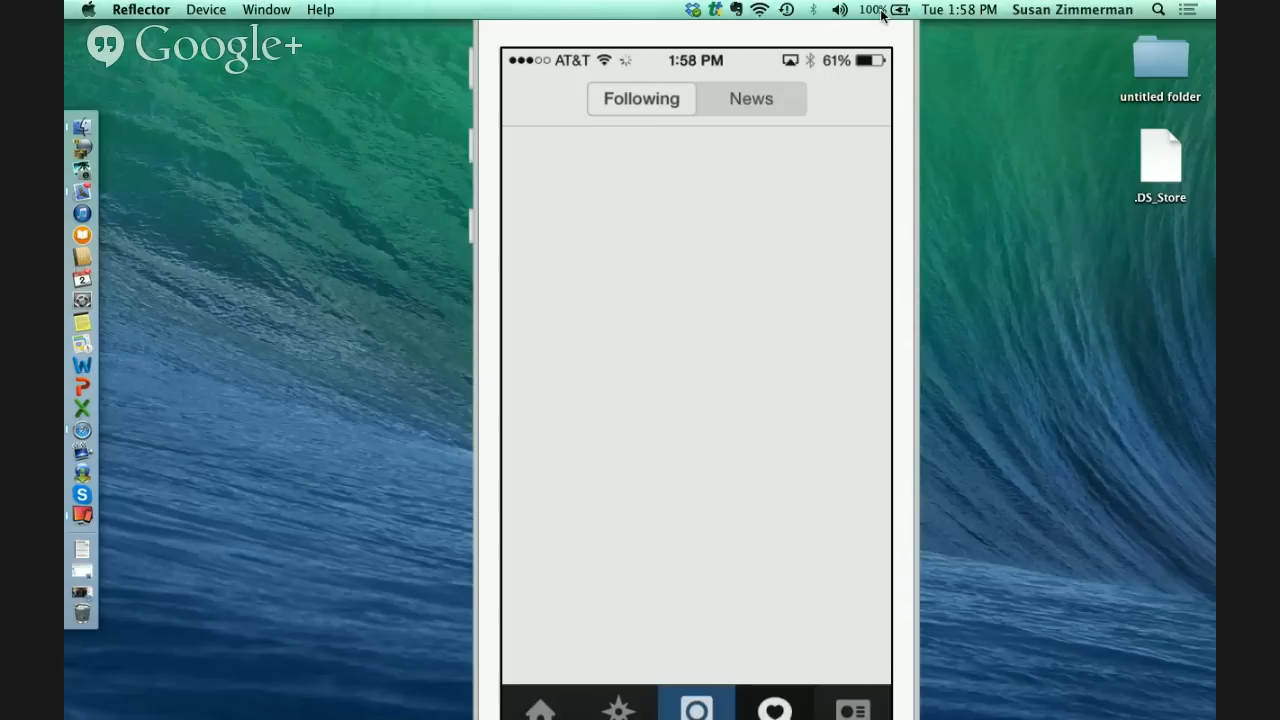 Reflector Device Window Help 100% Tue 1:58 PM Susan Zimmerman
Google+
AT&T 1:58 PM 61%
Following News
untitled folder
.DS_Store
2
W
P
X
S